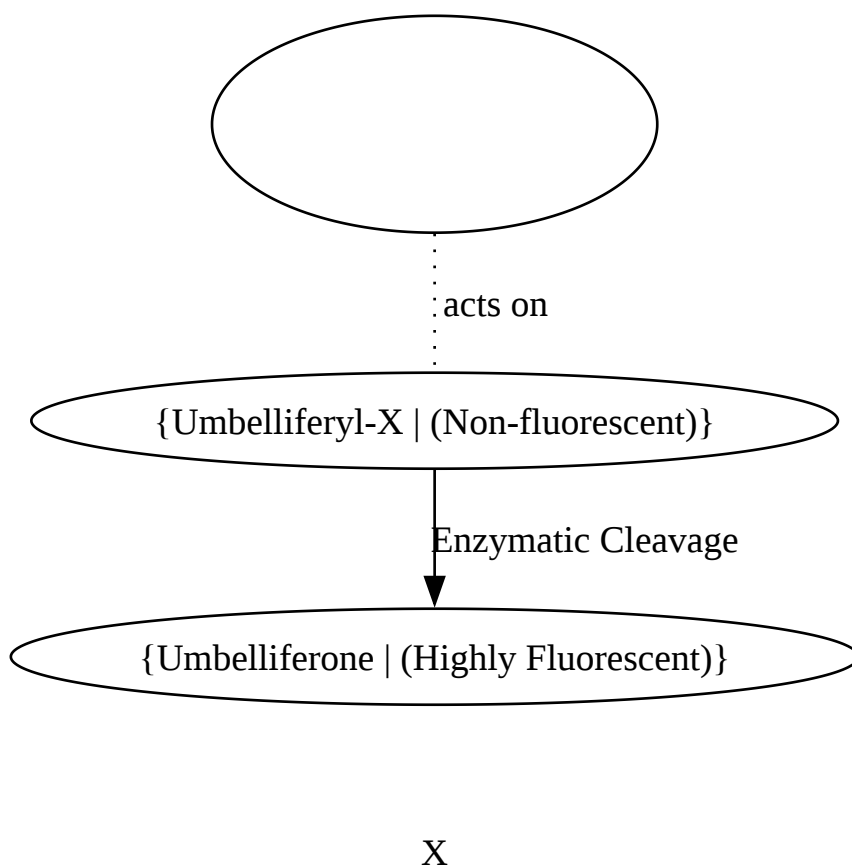 acts on
{Umbelliferyl-X | (Non-fluorescent)}
Enzymatic Cleavage
{Umbelliferone | (Highly Fluorescent)}
X